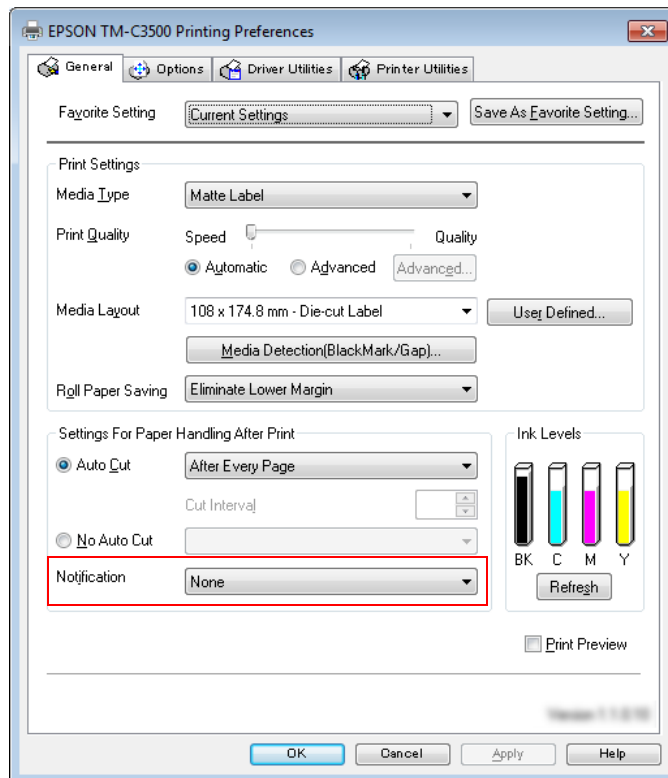 EPSON TM-C3500 Printing Preferences
General Options Driver Utilities Printer Utilities
Favorite Setting Current Settings Save As Favorite Setting...
Print Settings
Media Type Matte Label
Print Quality Speed Quality
Automatic Advanced Advanced...
Media Layout 108 x 174.8 mm - Die-cut Label User Defined...
Media Detection(BlackMark/Gap)...
Roll Paper Saving Eliminate Lower Margin
Settings For Paper Handling After Print Ink Levels
Auto Cut After Every Page
Cut Interval
No Auto Cut
BK C M Y
Notification None Refresh
Print Preview
OK Cancel Apply Help